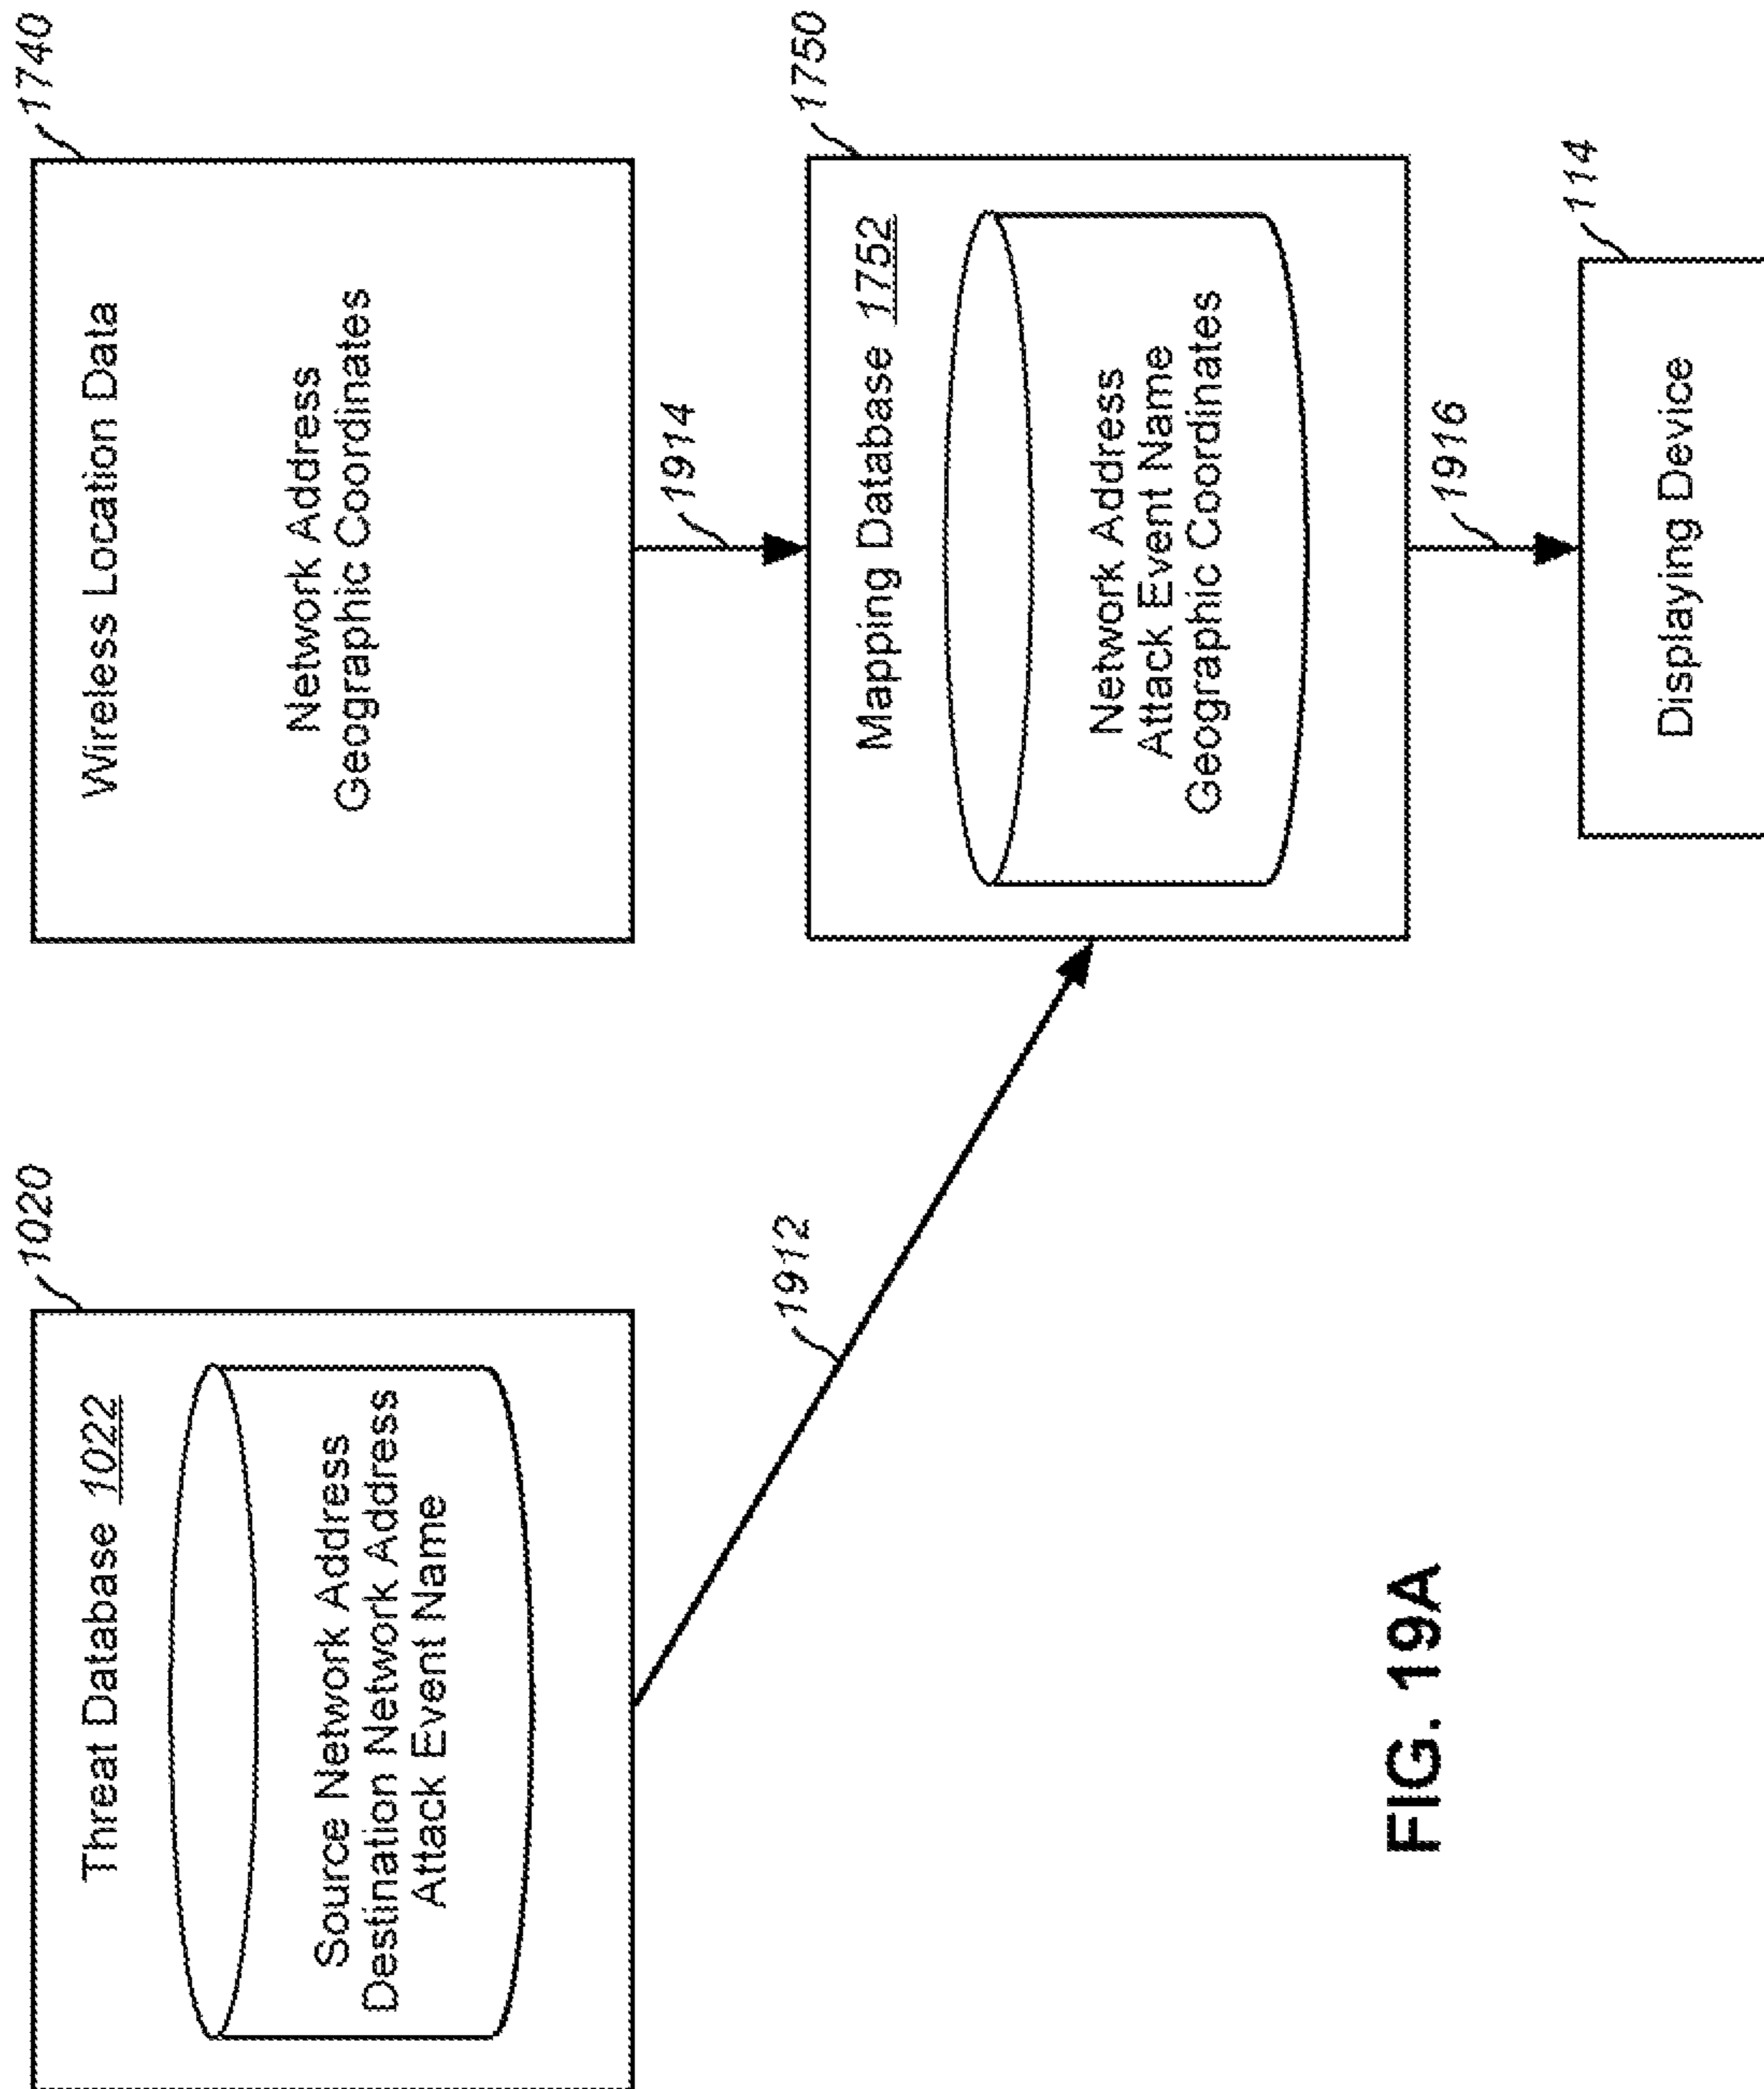 1020
Threat Database 1022
Source Network Address
Destination Network Address
Attack Event Name
1740
Wireless Location Data
Network Address
Geographic Coordinates
1912
1914
1750
Mapping Database 1752
Network Address
Attack Event Name
Geographic Coordinates
1916
114
Displaying Device
FIG. 19A